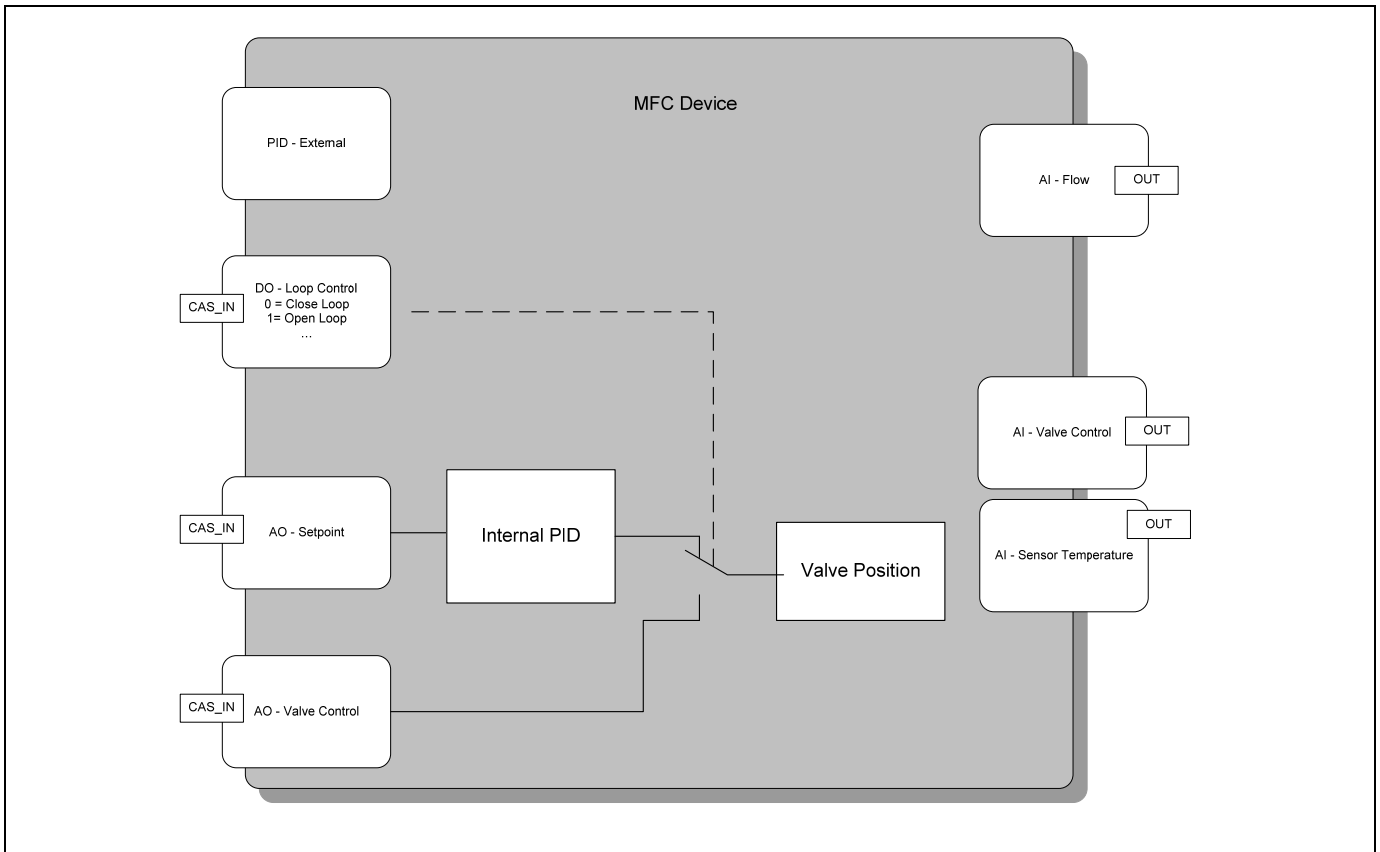 MFC Device
PID - External
AI - Flow
OUT
CAS_IN
DO - Loop Control
0 = Close Loop
1= Open Loop
...
AI - Valve Control
OUT
CAS_IN
AO - Setpoint
Internal PID
Valve Position
OUT
AI - Sensor Temperature
CAS_IN
AO - Valve Control